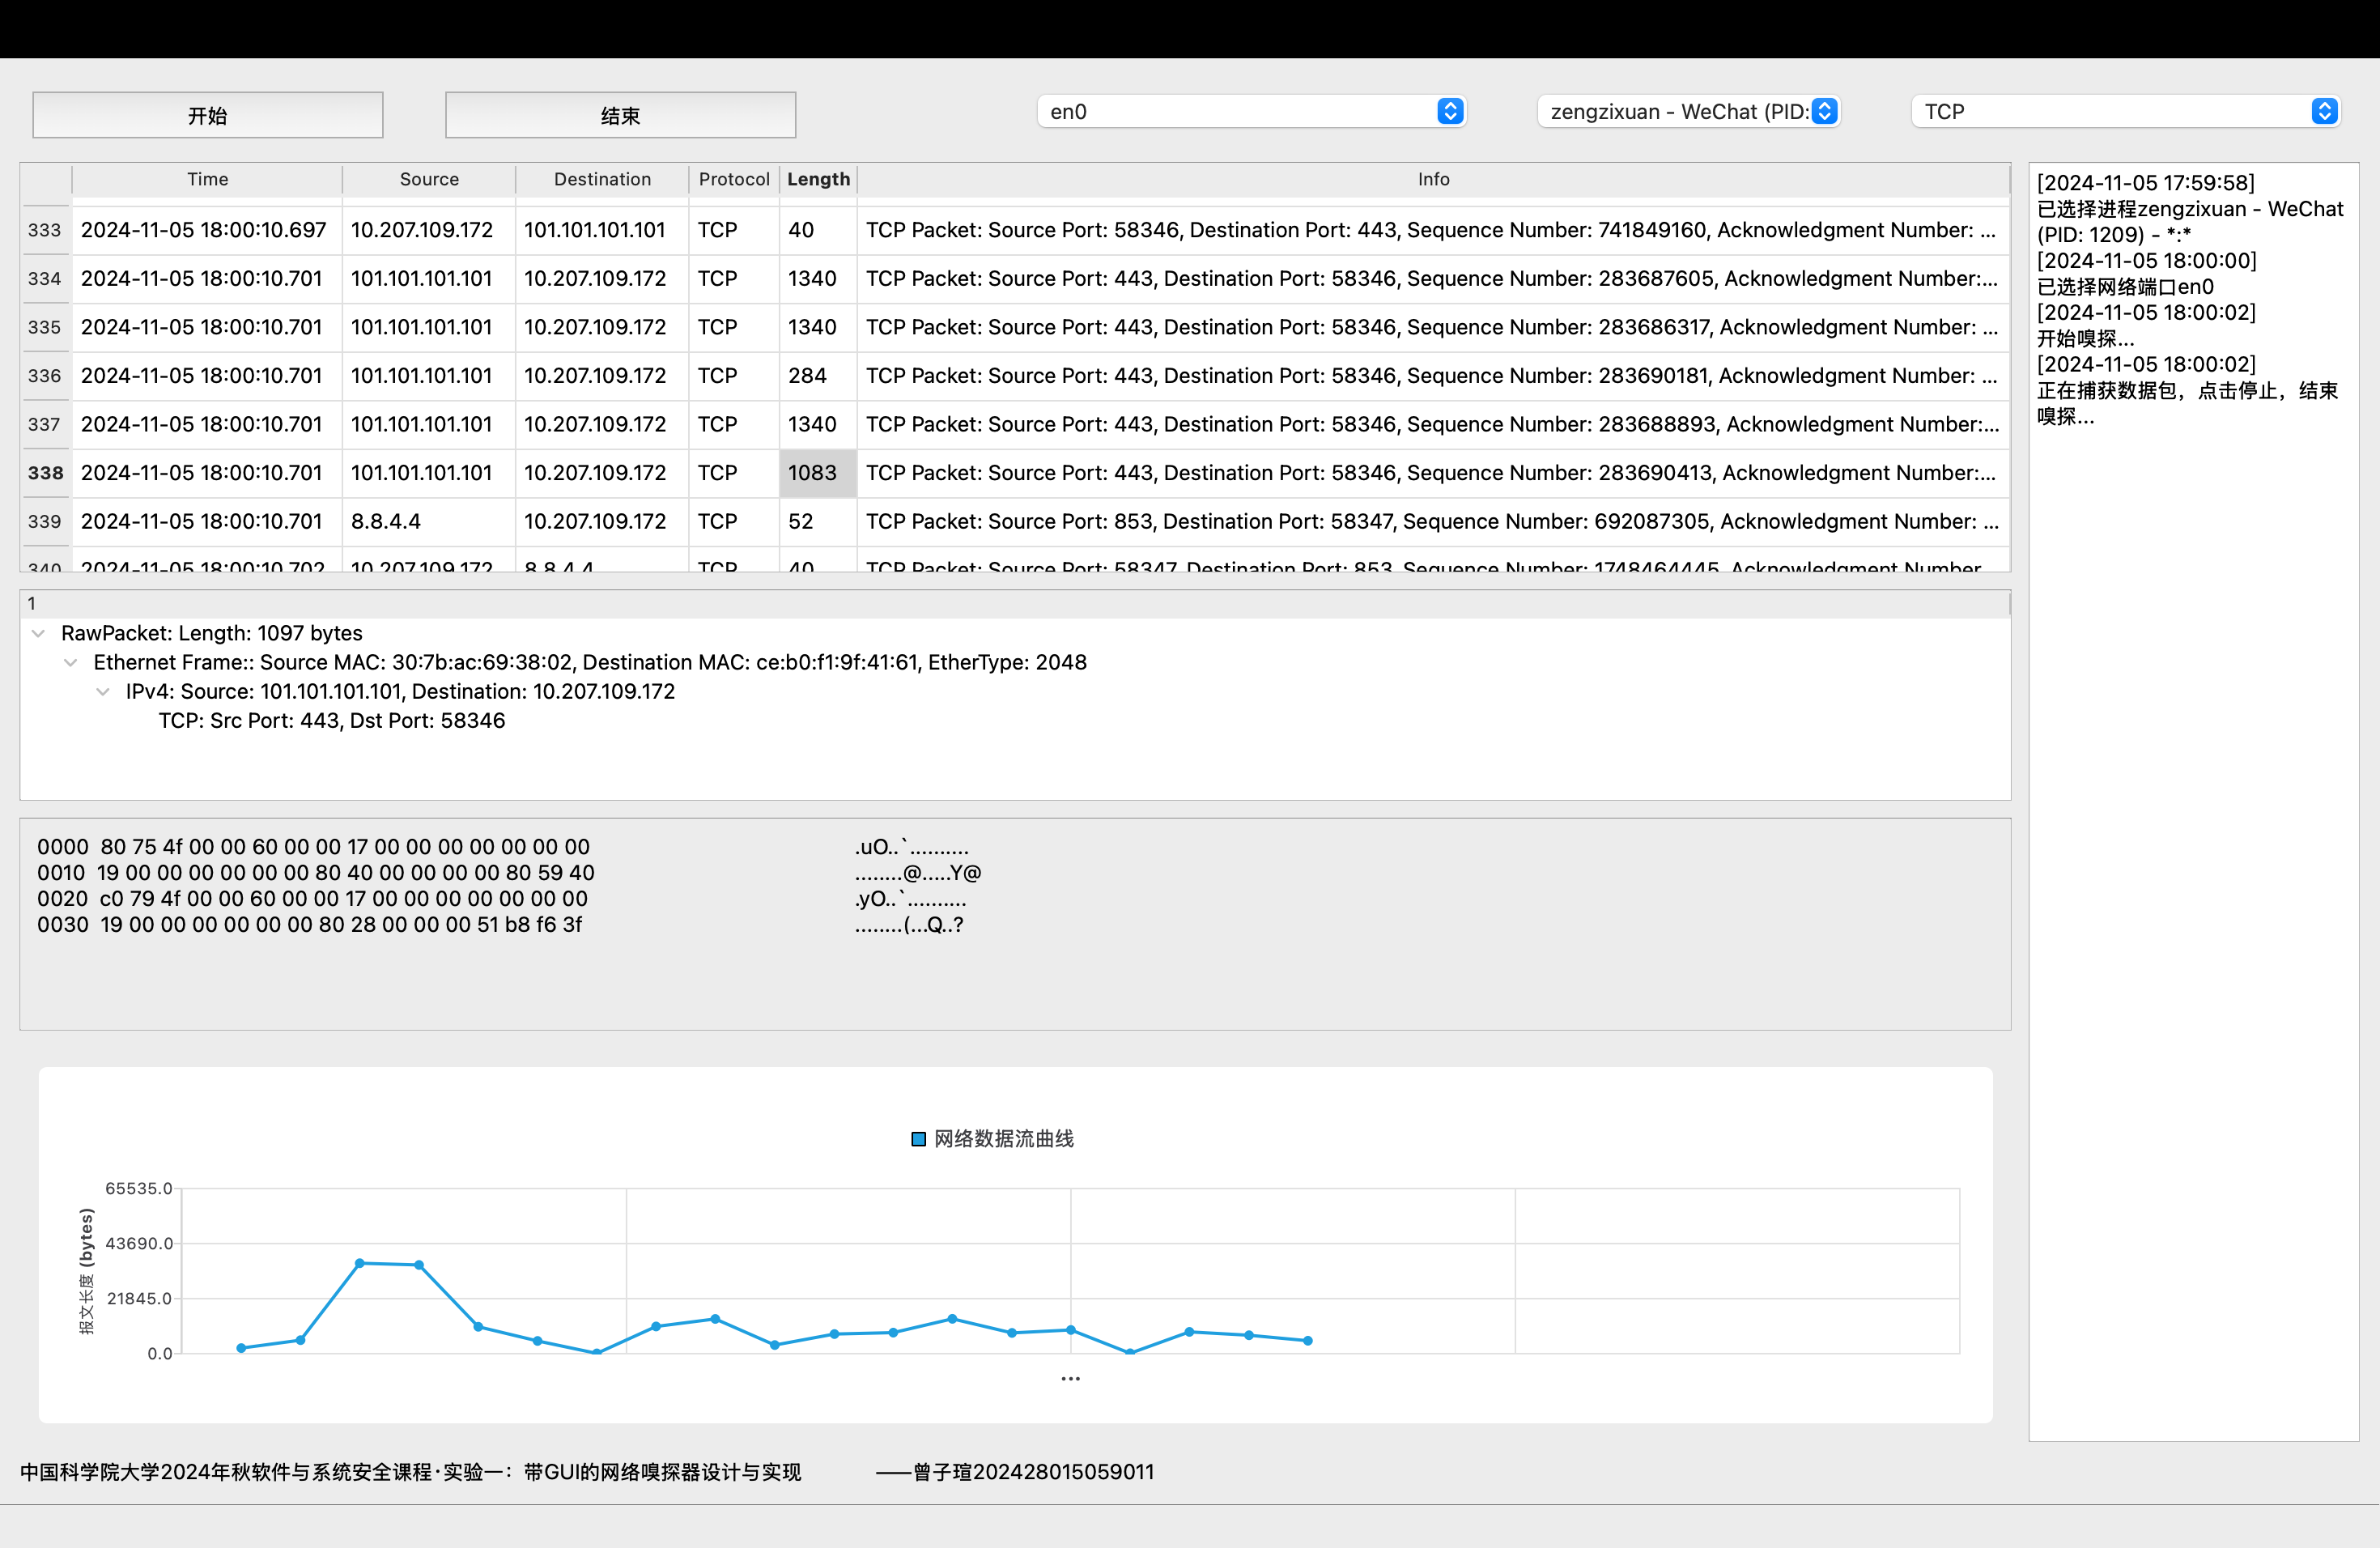 开始 结束 en0 zengzixuan - WeChat (PID: TCP
Time Source Destination Protocol Length Info
333 2024-11-05 18:00:10.697 10.207.109.172 101.101.101.101 TCP 40 TCP Packet: Source Port: 58346, Destination Port: 443, Sequence Number: 741849160, Acknowledgment Number: ...
334 2024-11-05 18:00:10.701 101.101.101.101 10.207.109.172 TCP 1340 TCP Packet: Source Port: 443, Destination Port: 58346, Sequence Number: 283687605, Acknowledgment Number:...
335 2024-11-05 18:00:10.701 101.101.101.101 10.207.109.172 TCP 1340 TCP Packet: Source Port: 443, Destination Port: 58346, Sequence Number: 283686317, Acknowledgment Number: ...
336 2024-11-05 18:00:10.701 101.101.101.101 10.207.109.172 TCP 284 TCP Packet: Source Port: 443, Destination Port: 58346, Sequence Number: 283690181, Acknowledgment Number: ...
337 2024-11-05 18:00:10.701 101.101.101.101 10.207.109.172 TCP 1340 TCP Packet: Source Port: 443, Destination Port: 58346, Sequence Number: 283688893, Acknowledgment Number:...
338 2024-11-05 18:00:10.701 101.101.101.101 10.207.109.172 TCP 1083 TCP Packet: Source Port: 443, Destination Port: 58346, Sequence Number: 283690413, Acknowledgment Number:...
339 2024-11-05 18:00:10.701 8.8.4.4 10.207.109.172 TCP 52 TCP Packet: Source Port: 853, Destination Port: 58347, Sequence Number: 692087305, Acknowledgment Number: ...
340 2024-11-05 18:00:10.702 10.207.109.172 8.8.4.4 TCP 40 TCP Packet: Source Port: 58347, Destination Port: 853, Sequence Number: 1748464445, Acknowledgment Number
1
RawPacket: Length: 1097 bytes
Ethernet Frame:: Source MAC: 30:7b:ac:69:38:02, Destination MAC: ce:b0:f1:9f:41:61, EtherType: 2048
IPv4: Source: 101.101.101.101, Destination: 10.207.109.172
TCP: Src Port: 443, Dst Port: 58346
0000 80 75 4f 00 00 60 00 00 17 00 00 00 00 00 00 00 .uO..`..........
0010 19 00 00 00 00 00 00 80 40 00 00 00 00 80 59 40 ........@.....Y@
0020 c0 79 4f 00 00 60 00 00 17 00 00 00 00 00 00 00 .yO..`..........
0030 19 00 00 00 00 00 00 80 28 00 00 00 51 b8 f6 3f ........(...Q..?
网络数据流曲线
报文长度 (bytes)
65535.0
43690.0
21845.0
0.0
...
[2024-11-05 17:59:58]
已选择进程zengzixuan - WeChat
(PID: 1209) - *:*
[2024-11-05 18:00:00]
已选择网络端口en0
[2024-11-05 18:00:02]
开始嗅探...
[2024-11-05 18:00:02]
正在捕获数据包，点击停止，结束
嗅探...
中国科学院大学2024年秋软件与系统安全课程·实验一：带GUI的网络嗅探器设计与实现 ——曾子瑄202428015059011